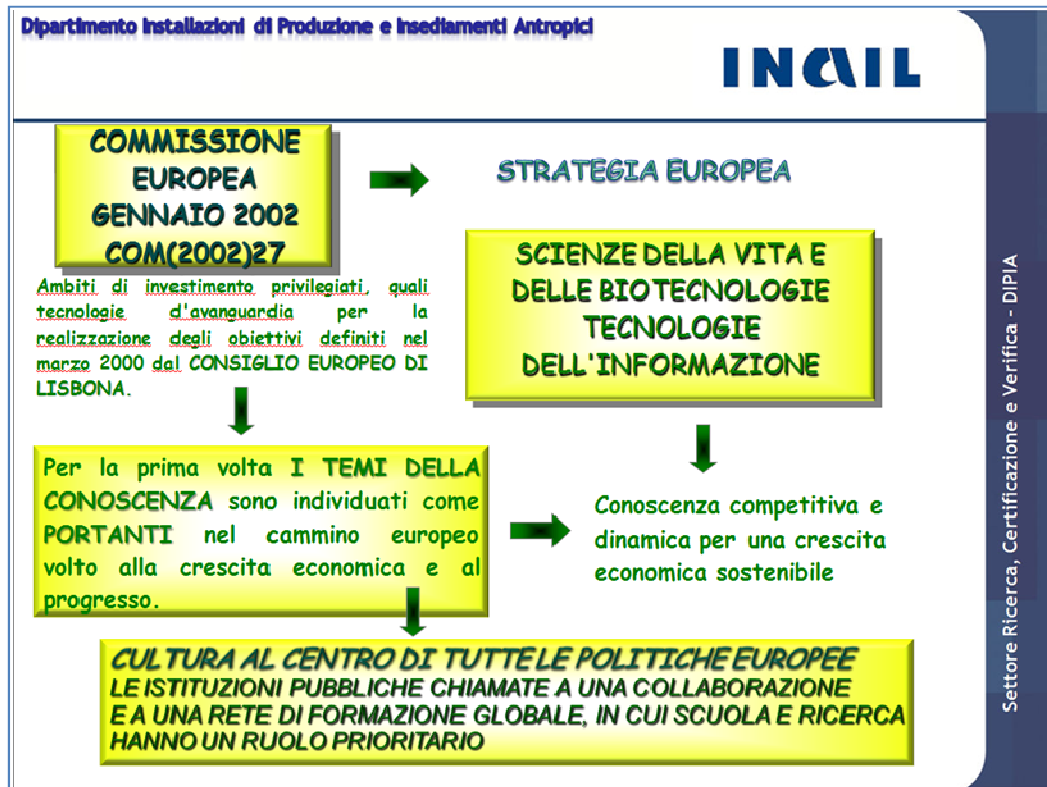 Dipartimento Installazioni di Produzione e Insediamenti Antropici
INAIL
COMMISSIONE
EUROPEA
GENNAIO 2002
COM(2002)27
STRATEGIA EUROPEA
SCIENZE DELLA VITA E
DELLE BIOTECNOLOGIE
TECNOLOGIE
DELL'INFORMAZIONE
Ambiti di investimento privilegiati, quali
tecnologie d'avanguardia per la
realizzazione degli obiettivi definiti nel
marzo 2000 dal CONSIGLIO EUROPEO DI
LISBONA.
Per la prima volta I TEMI DELLA
CONOSCENZA sono individuati come
PORTANTI nel cammino europeo
volto alla crescita economica e al
progresso.
Conoscenza competitiva e
dinamica per una crescita
economica sostenibile
CULTURA AL CENTRO DI TUTTE LE POLITICHE EUROPEE
LE ISTITUZIONI PUBBLICHE CHIAMATE A UNA COLLABORAZIONE
E A UNA RETE DI FORMAZIONE GLOBALE, IN CUI SCUOLA E RICERCA
HANNO UN RUOLO PRIORITARIO
Settore Ricerca, Certificazione e Verifica - DIPIA